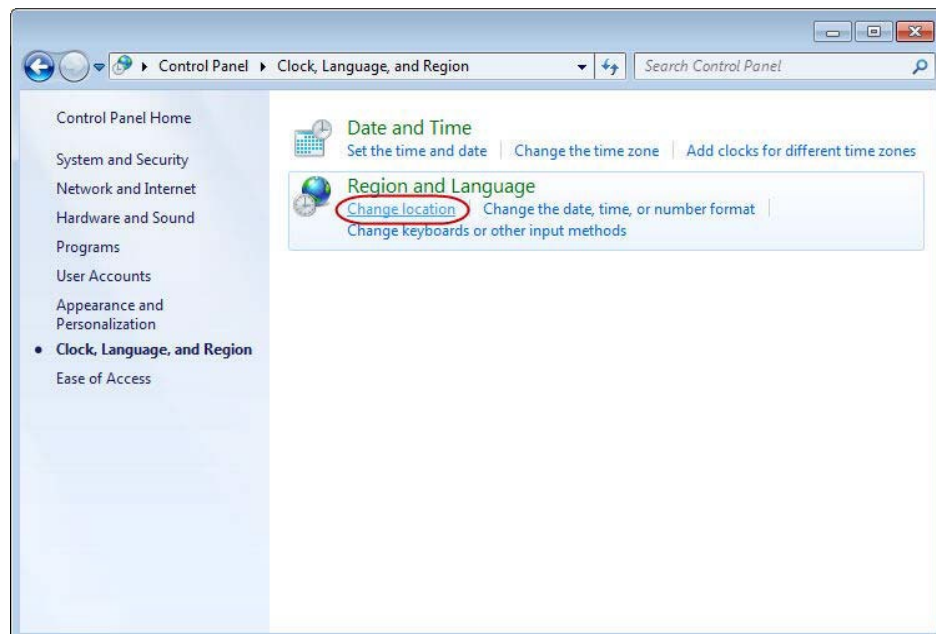 Control Panel Clock, Language, and Region Search Control Panel
Control Panel Home
System and Security
Network and Internet
Hardware and Sound
Programs
User Accounts
Appearance and
Personalization
Clock, Language, and Region
Ease of Access
Date and Time
Set the time and date Change the time zone Add clocks for different time zones
Region and Language
Change location Change the date, time, or number format
Change keyboards or other input methods